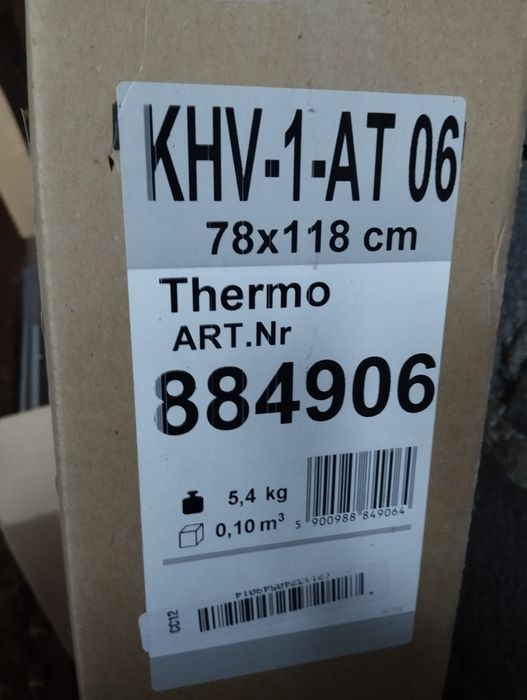 KHV-1-AT 06
78x118 cm
Thermo
ART.Nr
884906
5,4 kg
0,10 m³
5 900988 849064
CC12